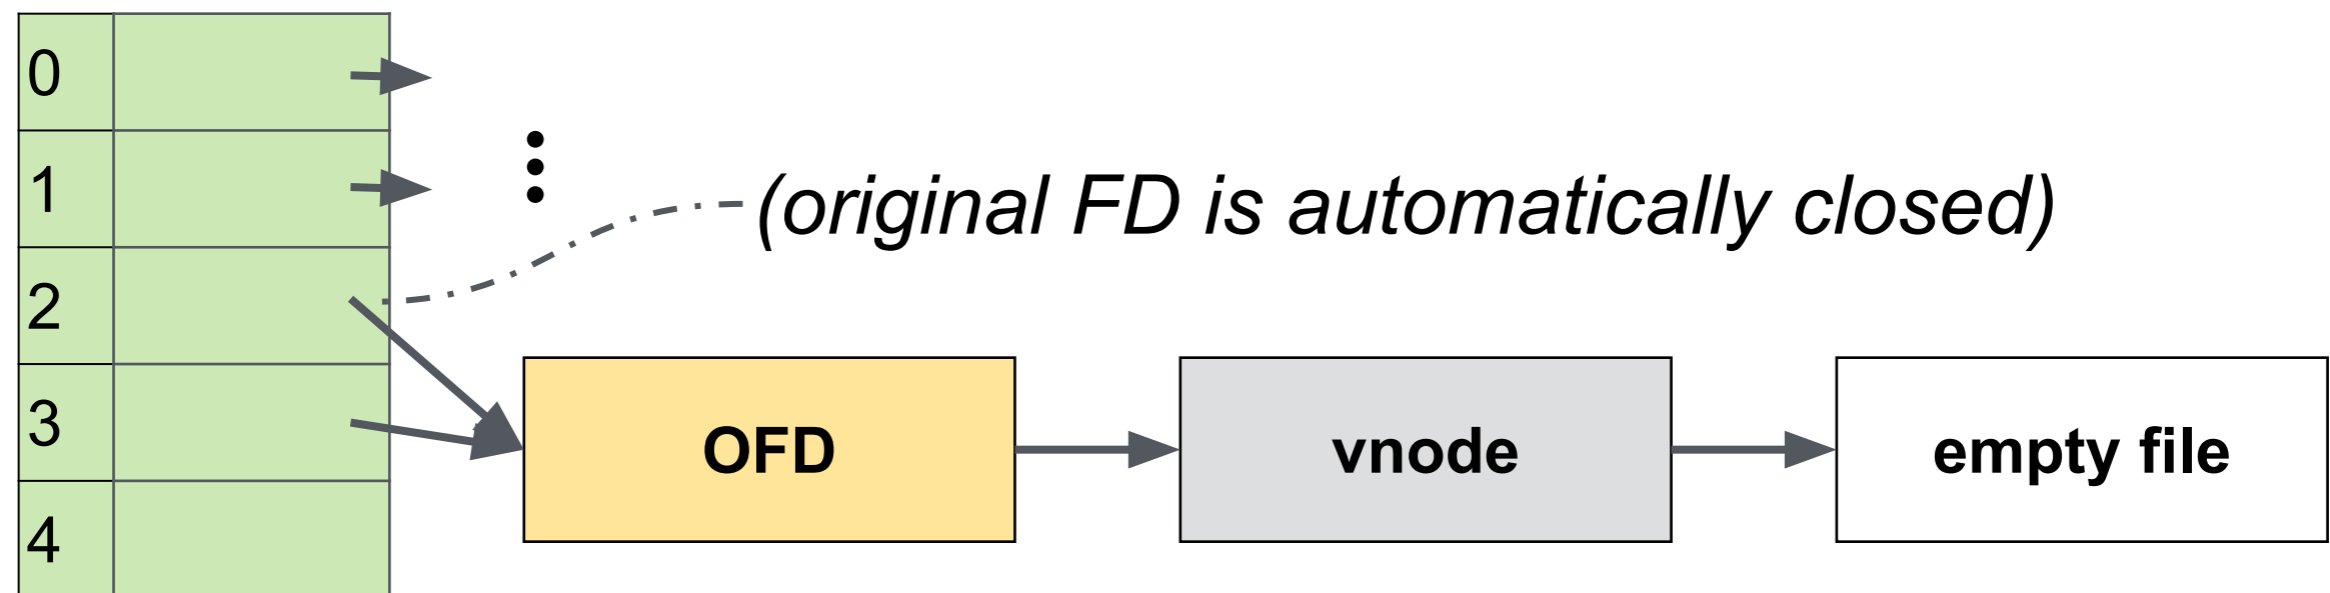 0
1
⋮
(original FD is automatically closed)
2
3
OFD
vnode
empty file
4